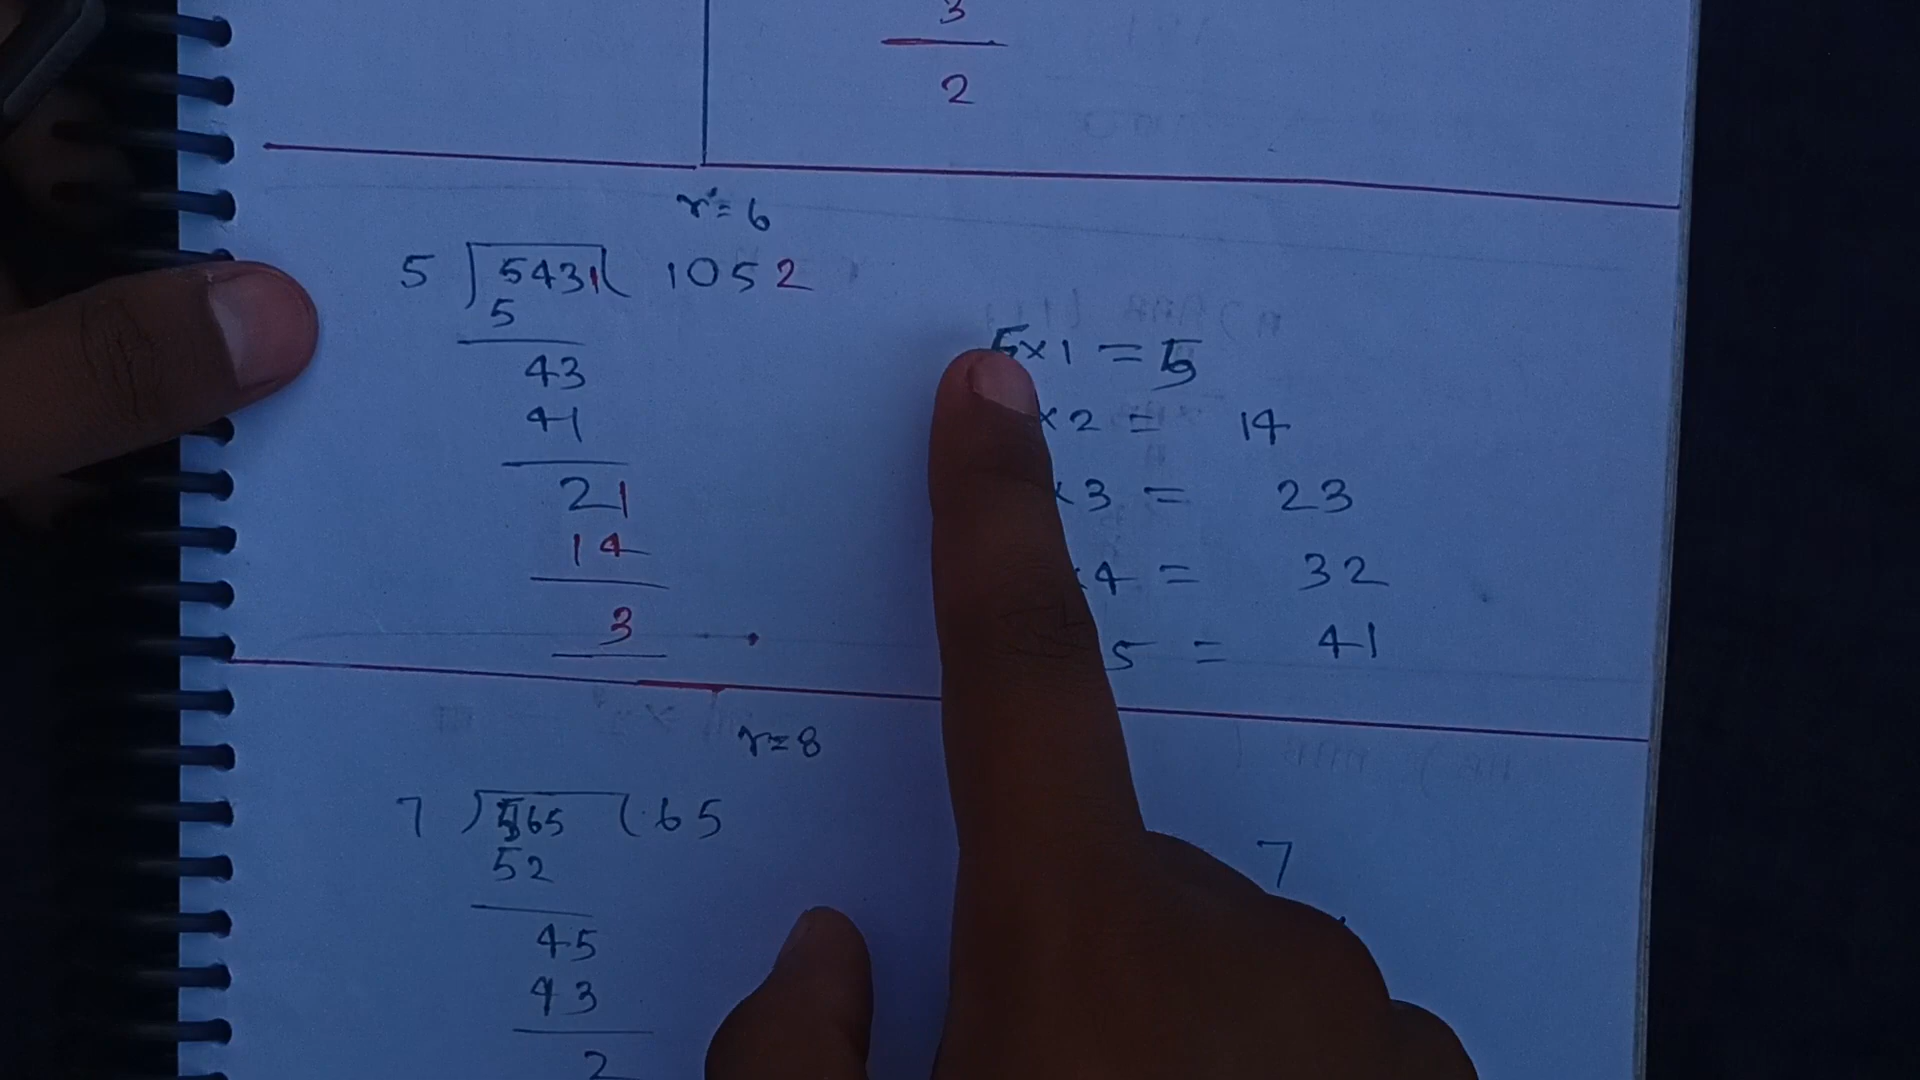 3
2
r = 6
5 ) 5431 ( 1052
5
43
41
21
14
3
5 × 1 = 5
× 2 = 14
× 3 = 23
× 4 = 32
5 = 41
r = 8
7 ) 565 ( 65
52
45
43
2
7